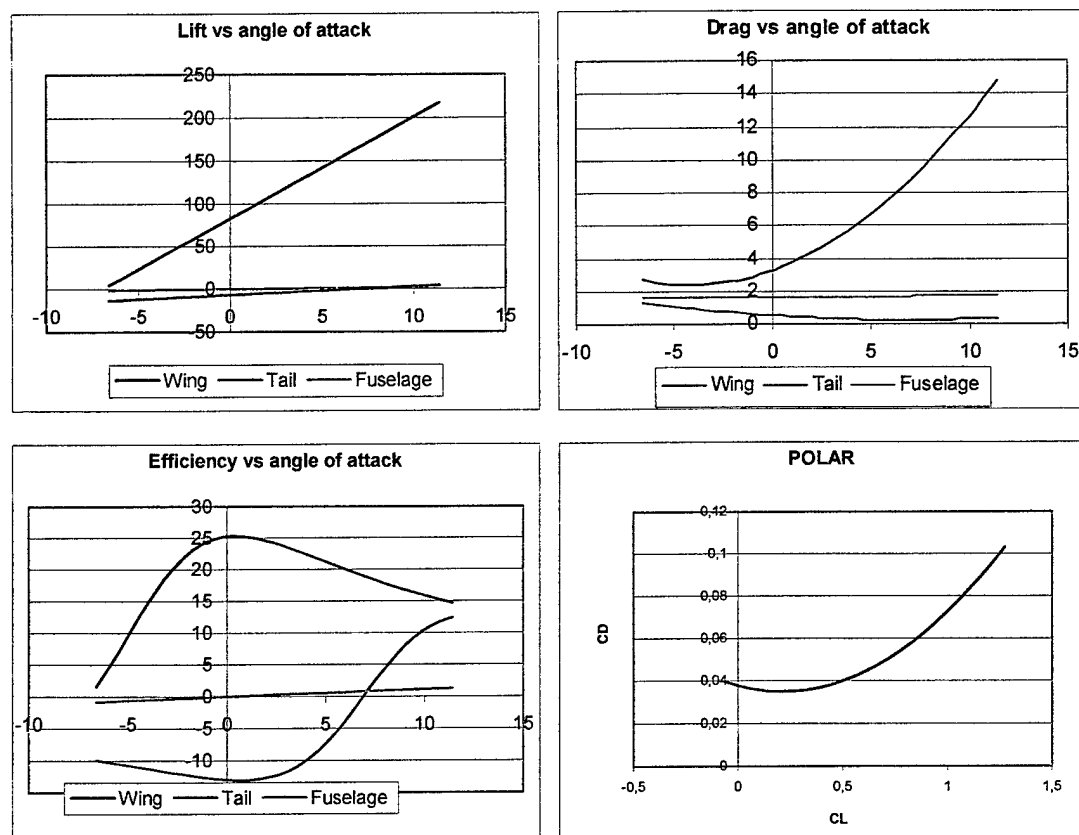 Lift vs angle of attack
250
200
150
100
50
0
-10 -5 0 5 10 15
50
Wing Tail Fuselage
Drag vs angle of attack
16
14
12
10
8
6
4
2
0
-10 -5 0 5 10 15
Wing Tail Fuselage
Efficiency vs angle of attack
30
25
20
15
10
5
0
-10 -5 0 5 10 15
-5
-10
Wing Tail Fuselage
POLAR
0,12
0,1
0,08
0,06
0,04
0,02
0
-0,5 0 0,5 1 1,5
CD
CL